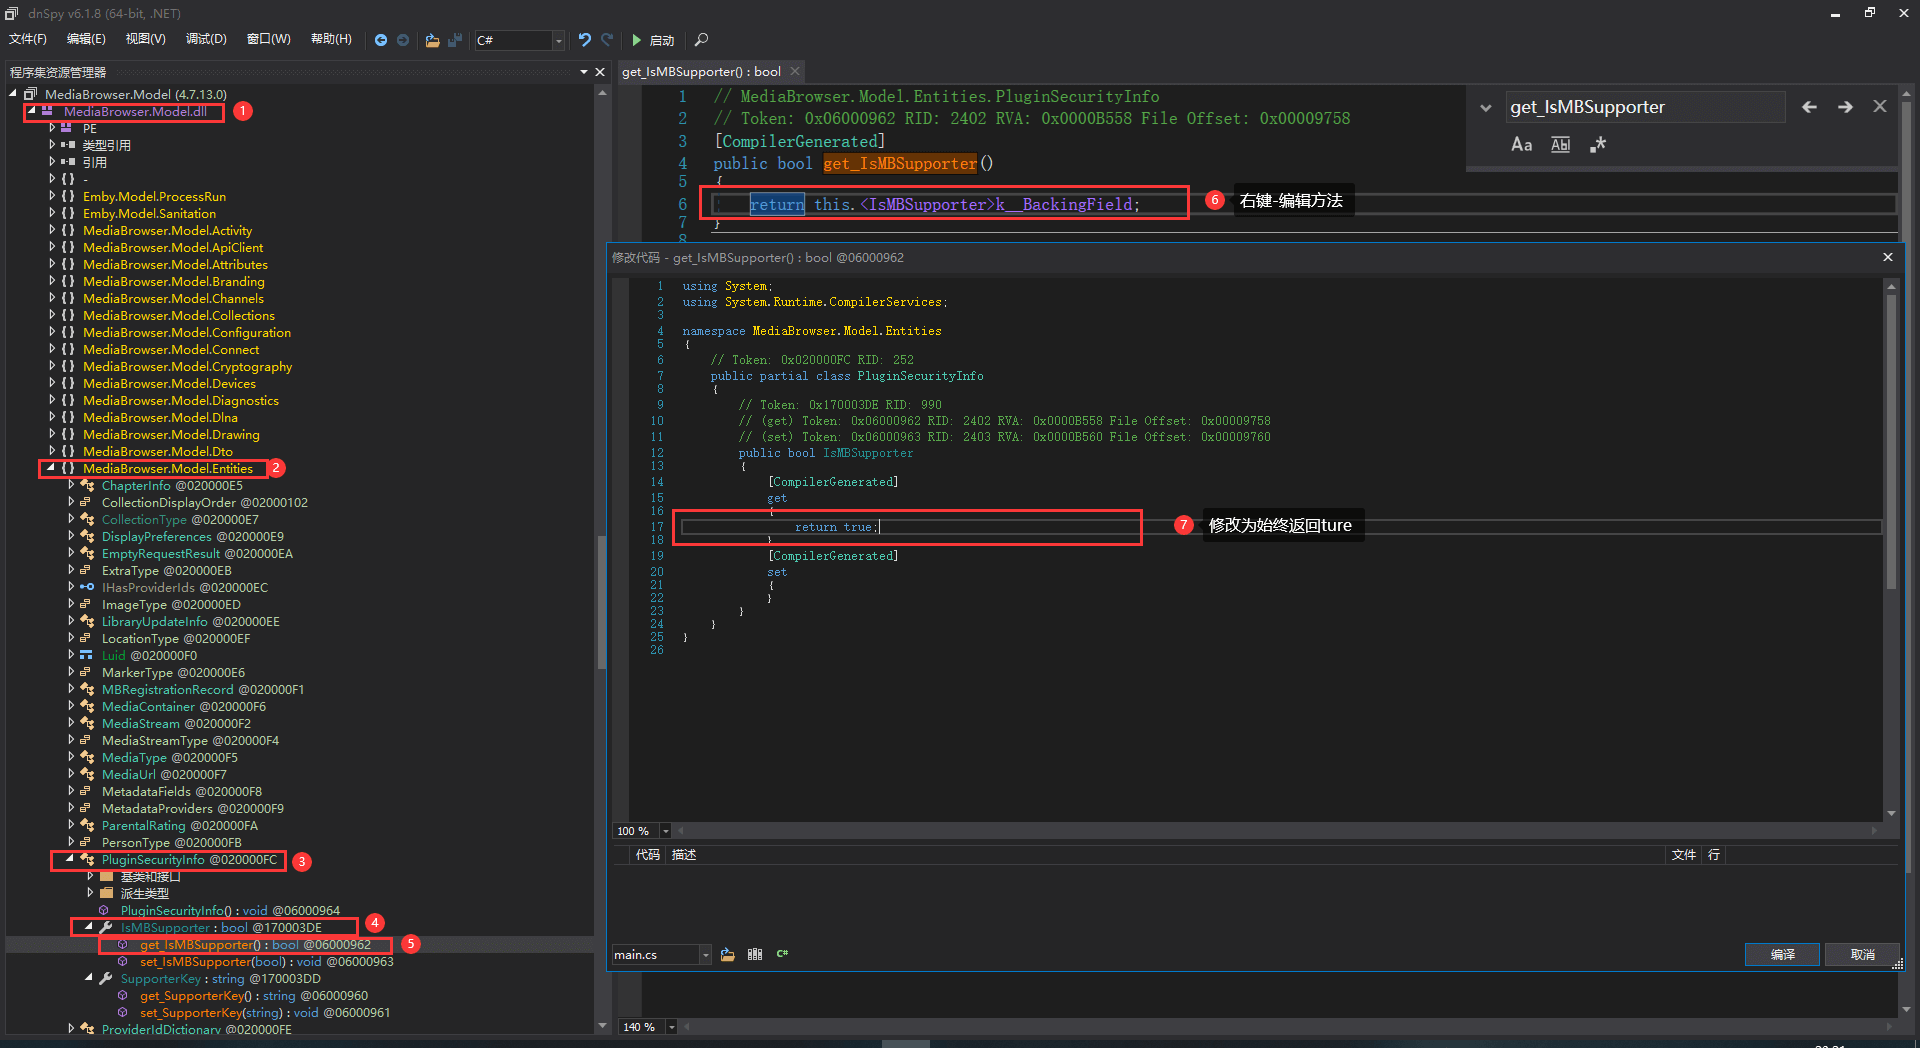 dnSpy v6.1.8 (64-bit, .NET)
文件(F) 编辑(E) 视图(V) 调试(D) 窗口(W) 帮助(H) C# 启动
程序集资源管理器
MediaBrowser.Model (4.7.13.0)
MediaBrowser.Model.dll 1
PE
类型引用
引用
{ } -
{ } Emby.Model.ProcessRun
{ } Emby.Model.Sanitation
{ } MediaBrowser.Model.Activity
{ } MediaBrowser.Model.ApiClient
{ } MediaBrowser.Model.Attributes
{ } MediaBrowser.Model.Branding
{ } MediaBrowser.Model.Channels
{ } MediaBrowser.Model.Collections
{ } MediaBrowser.Model.Configuration
{ } MediaBrowser.Model.Connect
{ } MediaBrowser.Model.Cryptography
{ } MediaBrowser.Model.Devices
{ } MediaBrowser.Model.Diagnostics
{ } MediaBrowser.Model.Dlna
{ } MediaBrowser.Model.Drawing
{ } MediaBrowser.Model.Dto
{ } MediaBrowser.Model.Entities 2
ChapterInfo @020000E5
CollectionDisplayOrder @02000102
CollectionType @020000E7
DisplayPreferences @020000E9
EmptyRequestResult @020000EA
ExtraType @020000EB
IHasProviderIds @020000EC
ImageType @020000ED
LibraryUpdateInfo @020000EE
LocationType @020000EF
Luid @020000F0
MarkerType @020000E6
MBRegistrationRecord @020000F1
MediaContainer @020000F6
MediaStream @020000F2
MediaStreamType @020000F4
MediaType @020000F5
MediaUrl @020000F7
MetadataFields @020000F8
MetadataProviders @020000F9
ParentalRating @020000FA
PersonType @020000FB
PluginSecurityInfo @020000FC 3
基类和接口
派生类型
PluginSecurityInfo() : void @06000964
IsMBSupporter : bool @170003DE 4
get_IsMBSupporter() : bool @06000962 5
set_IsMBSupporter(bool) : void @06000963
SupporterKey : string @170003DD
get_SupporterKey() : string @06000960
set_SupporterKey(string) : void @06000961
ProviderIdDictionary @020000FE
get_IsMBSupporter() : bool
1 // MediaBrowser.Model.Entities.PluginSecurityInfo
2 // Token: 0x06000962 RID: 2402 RVA: 0x0000B558 File Offset: 0x00009758
3 [CompilerGenerated]
4 public bool get_IsMBSupporter()
5 {
6 return this.<IsMBSupporter>k__BackingField;
7 }
8
get_IsMBSupporter
Aa Abl .*
6 右键-编辑方法
修改代码 - get_IsMBSupporter() : bool @06000962
1 using System;
2 using System.Runtime.CompilerServices;
3
4 namespace MediaBrowser.Model.Entities
5 {
6 // Token: 0x020000FC RID: 252
7 public partial class PluginSecurityInfo
8 {
9 // Token: 0x170003DE RID: 990
10 // (get) Token: 0x06000962 RID: 2402 RVA: 0x0000B558 File Offset: 0x00009758
11 // (set) Token: 0x06000963 RID: 2403 RVA: 0x0000B560 File Offset: 0x00009760
12 public bool IsMBSupporter
13 {
14 [CompilerGenerated]
15 get
16 {
17 return true;
18 }
19 [CompilerGenerated]
20 set
21 {
22 }
23 }
24 }
25 }
26
7 修改为始终返回ture
100 %
代码 描述 文件 行
main.cs C#
编译 取消
140 %